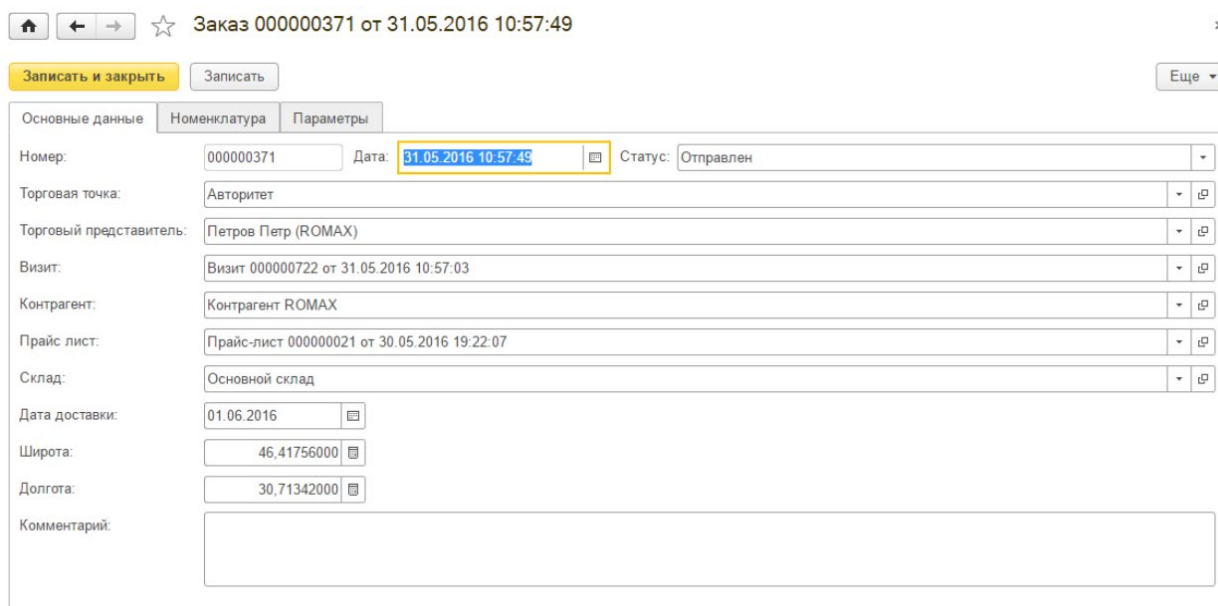 Заказ 000000371 от 31.05.2016 10:57:49
Записать и закрыть Записать Еще
Основные данные Номенклатура Параметры
Номер: 000000371 Дата: 31.05.2016 10:57:49 Статус: Отправлен
Торговая точка: Авторитет
Торговый представитель: Петров Петр (ROMAX)
Визит: Визит 000000722 от 31.05.2016 10:57:03
Контрагент: Контрагент ROMAX
Прайс лист: Прайс-лист 000000021 от 30.05.2016 19:22:07
Склад: Основной склад
Дата доставки: 01.06.2016
Широта: 46,41756000
Долгота: 30,71342000
Комментарий: